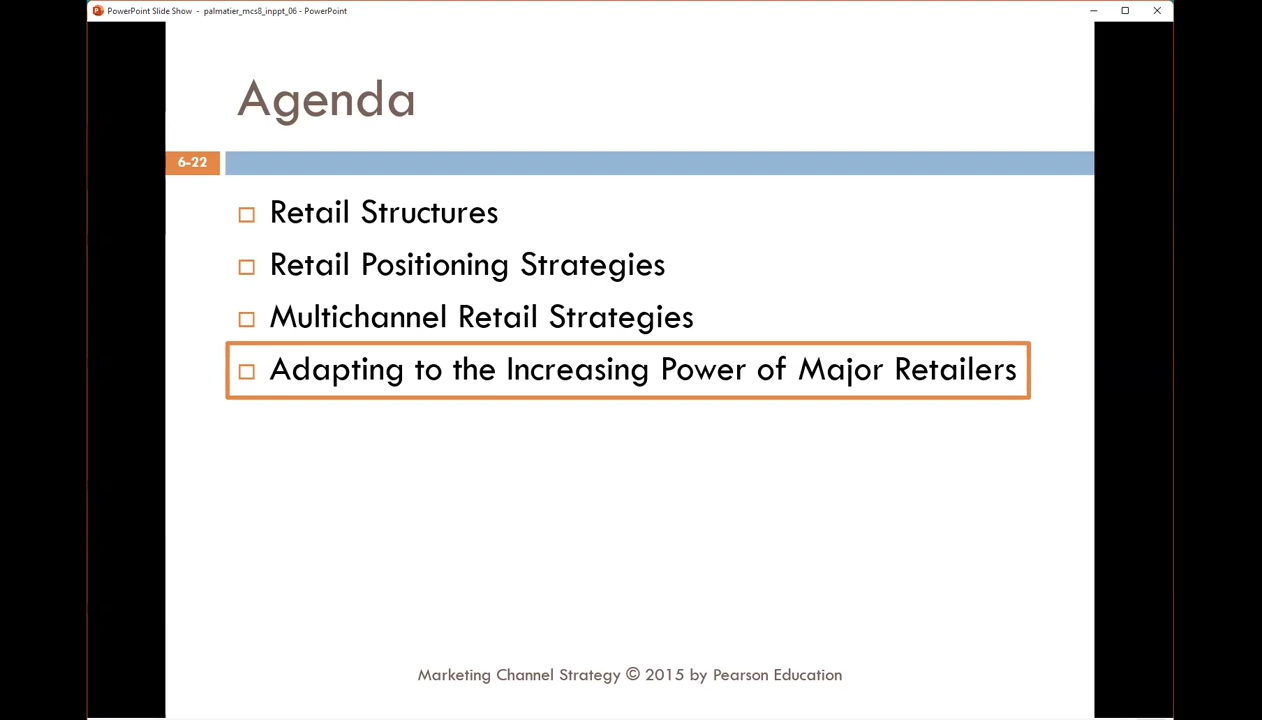 PowerPoint Slide Show - palmatier_mcs8_inppt_06 - PowerPoint
Agenda
6-22
Retail Structures
Retail Positioning Strategies
Multichannel Retail Strategies
Adapting to the Increasing Power of Major Retailers
Marketing Channel Strategy © 2015 by Pearson Education